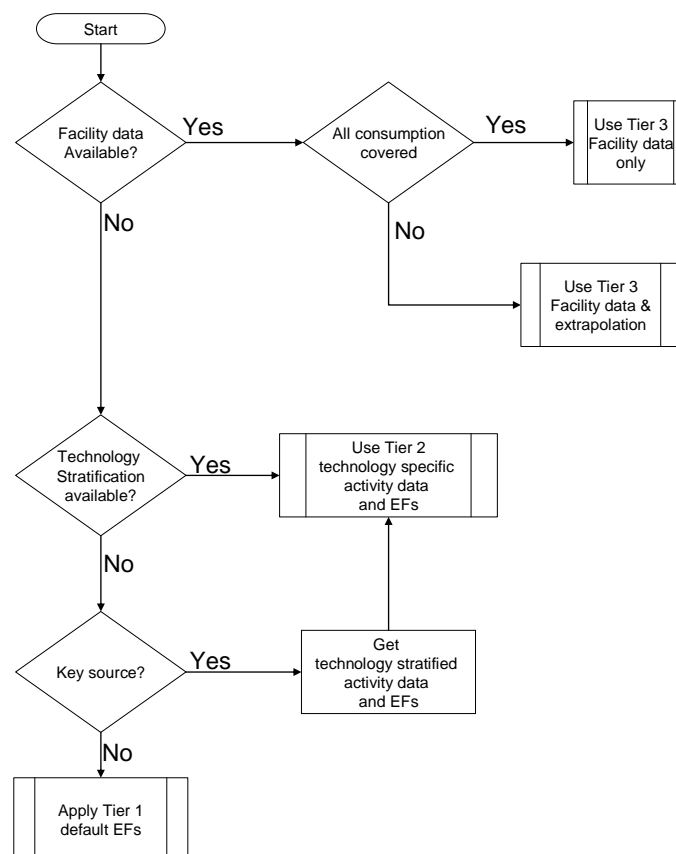 Start
Facility data
Available?
Yes
All consumption
covered
Yes
Use Tier 3
Facility data
only
No
No
Use Tier 3
Facility data &
extrapolation
Technology
Stratification
available?
Yes
Use Tier 2
technology specific
activity data
and EFs
No
Key source?
Yes
Get
technology stratified
activity data
and EFs
No
Apply Tier 1
default EFs